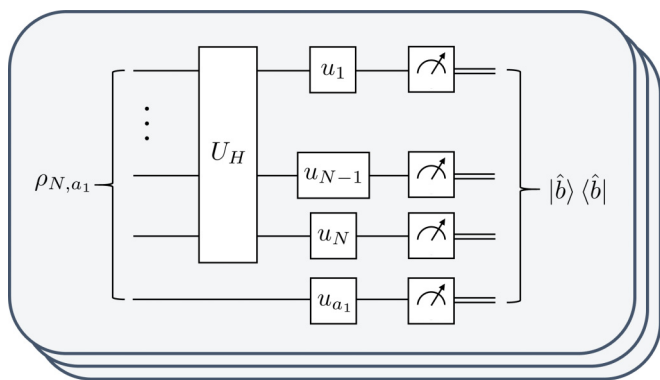 u_1
U_H
ρ_{N,a_1}
u_{N−1}
|b̂⟩ ⟨b̂|
u_N
u_{a_1}